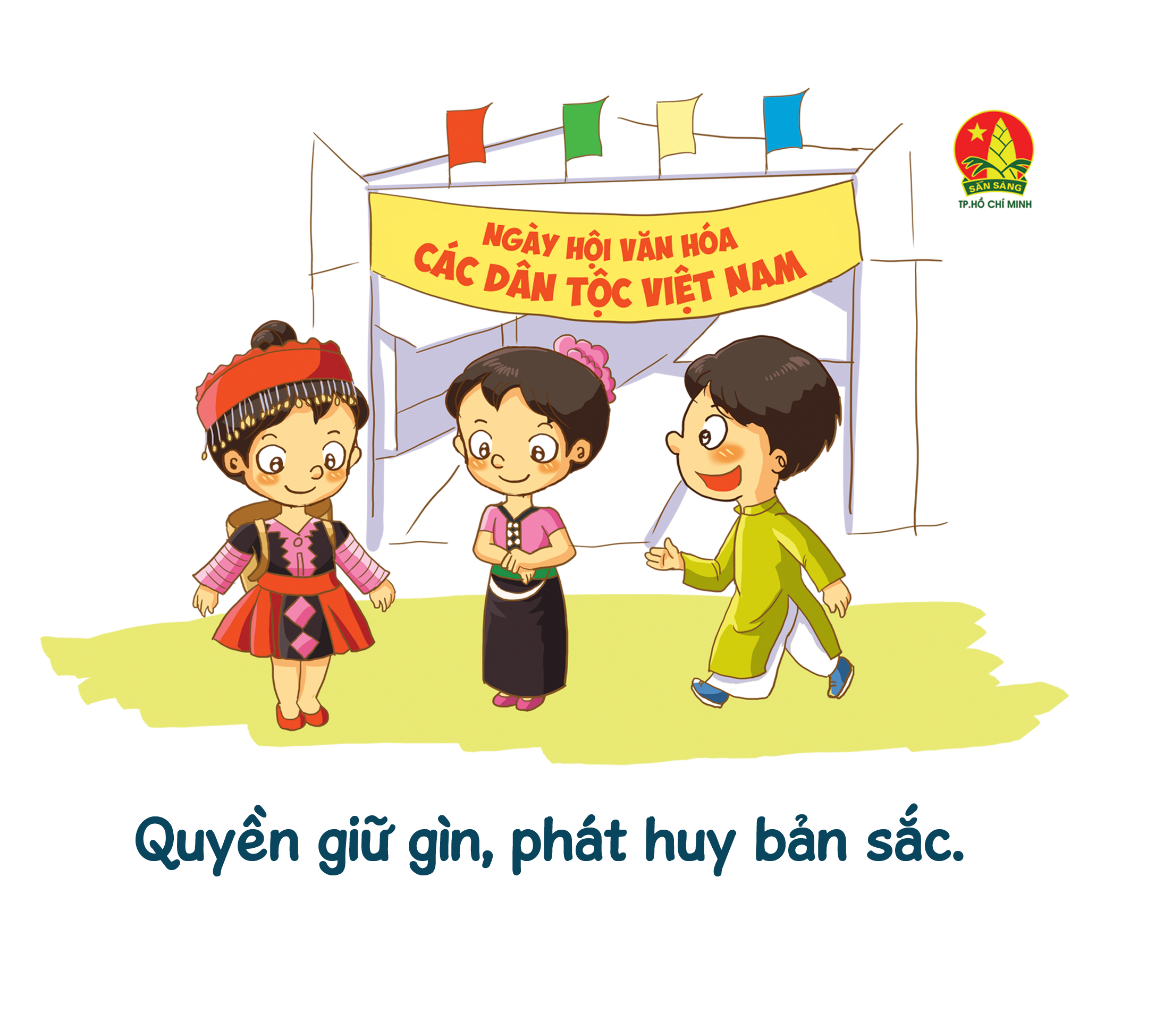 NGÀY HỘI VĂN HÓA
CÁC DÂN TỘC VIỆT NAM
SẴN SÀNG
TP.HỒ CHÍ MINH
Quyền giữ gìn, phát huy bản sắc.